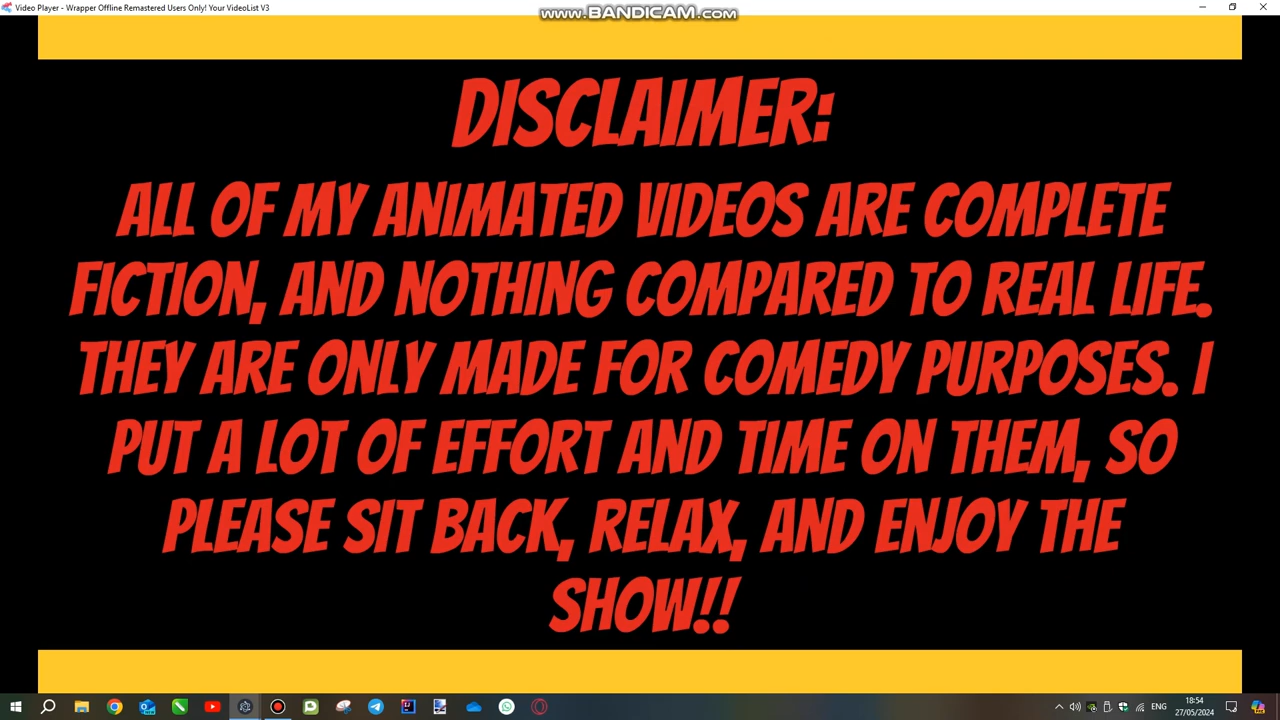 Video Player - Wrapper Offline Remastered Users Only! Your VideoList V3
www.BANDICAM.com
DISCLAIMER:
ALL OF MY ANIMATED VIDEOS ARE COMPLETE
FICTION, AND NOTHING COMPARED TO REAL LIFE.
THEY ARE ONLY MADE FOR COMEDY PURPOSES. I
PUT A LOT OF EFFORT AND TIME ON THEM, SO
PLEASE SIT BACK, RELAX, AND ENJOY THE
SHOW!!
ENG
18:54
27/05/2024